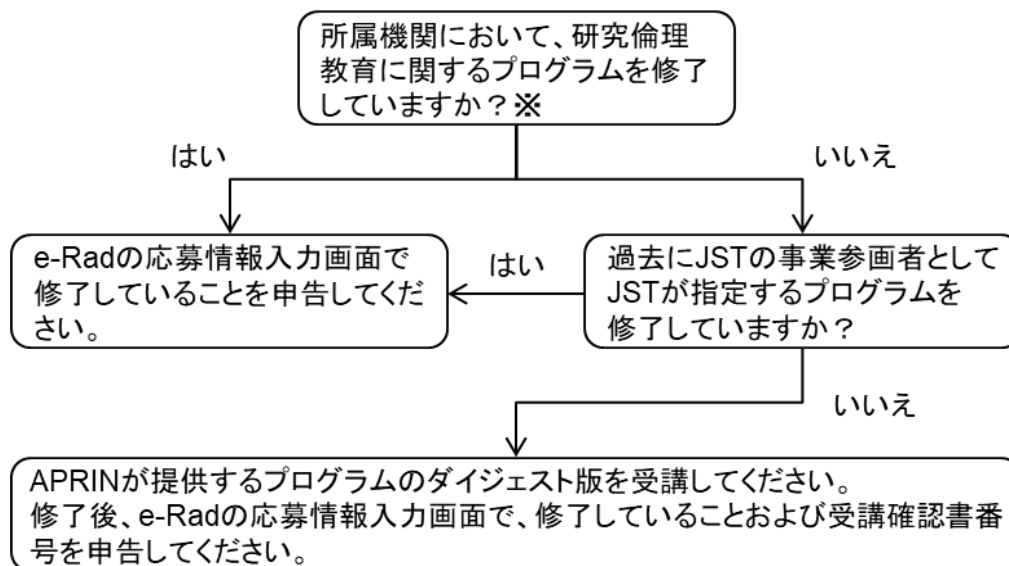 所属機関において、研究倫理
教育に関するプログラムを修了
していますか？※
はい
いいえ
e-Radの応募情報入力画面で
修了していることを申告してくだ
さい。
はい
過去にJSTの事業参画者として
JSTが指定するプログラムを
修了していますか？
いいえ
APRINが提供するプログラムのダイジェスト版を受講してください。
修了後、e-Radの応募情報入力画面で、修了していることおよび受講確認書番
号を申告してください。